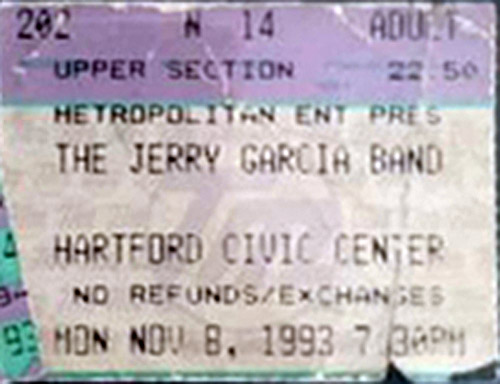 202 N 14 ADULT
UPPER SECTION 22.50
METROPOLITAN ENT PRES
THE JERRY GARCIA BAND
HARTFORD CIVIC CENTER
NO REFUNDS/EXCHANGES
93 MON NOV 8, 1993 7:30PM